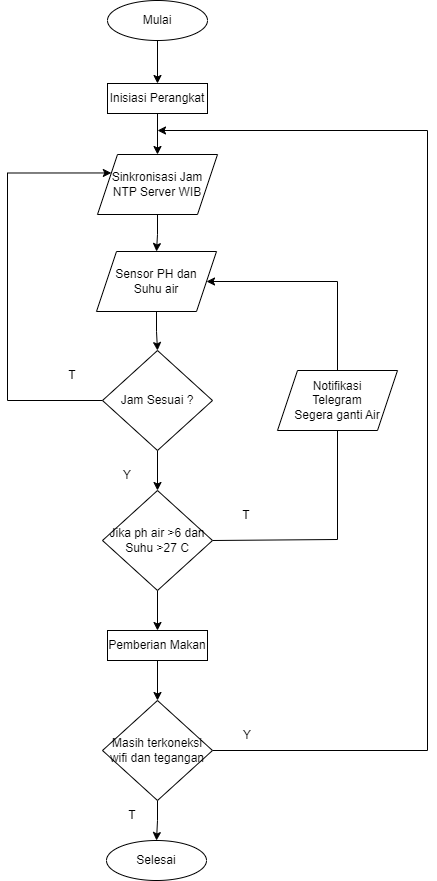 Mulai
Inisiasi Perangkat
Sinkronisasi Jam
NTP Server WIB
Sensor PH dan
Suhu air
T
Jam Sesuai ?
Notifikasi
Telegram
Segera ganti Air
Y
T
Jika ph air >6 dan
Suhu >27 C
Pemberian Makan
Y
Masih terkoneksi
wifi dan tegangan
T
Selesai